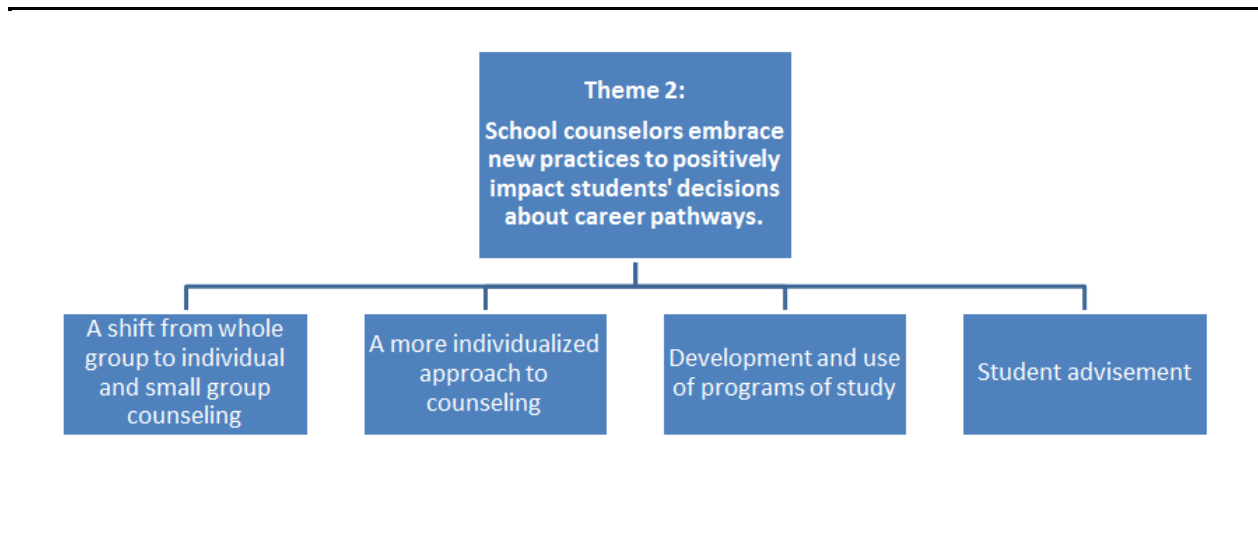 Theme 2:
School counselors embrace
new practices to positively
impact students' decisions
about career pathways.
A shift from whole
group to individual
and small group
counseling
A more individualized
approach to
counseling
Development and use
of programs of study
Student advisement